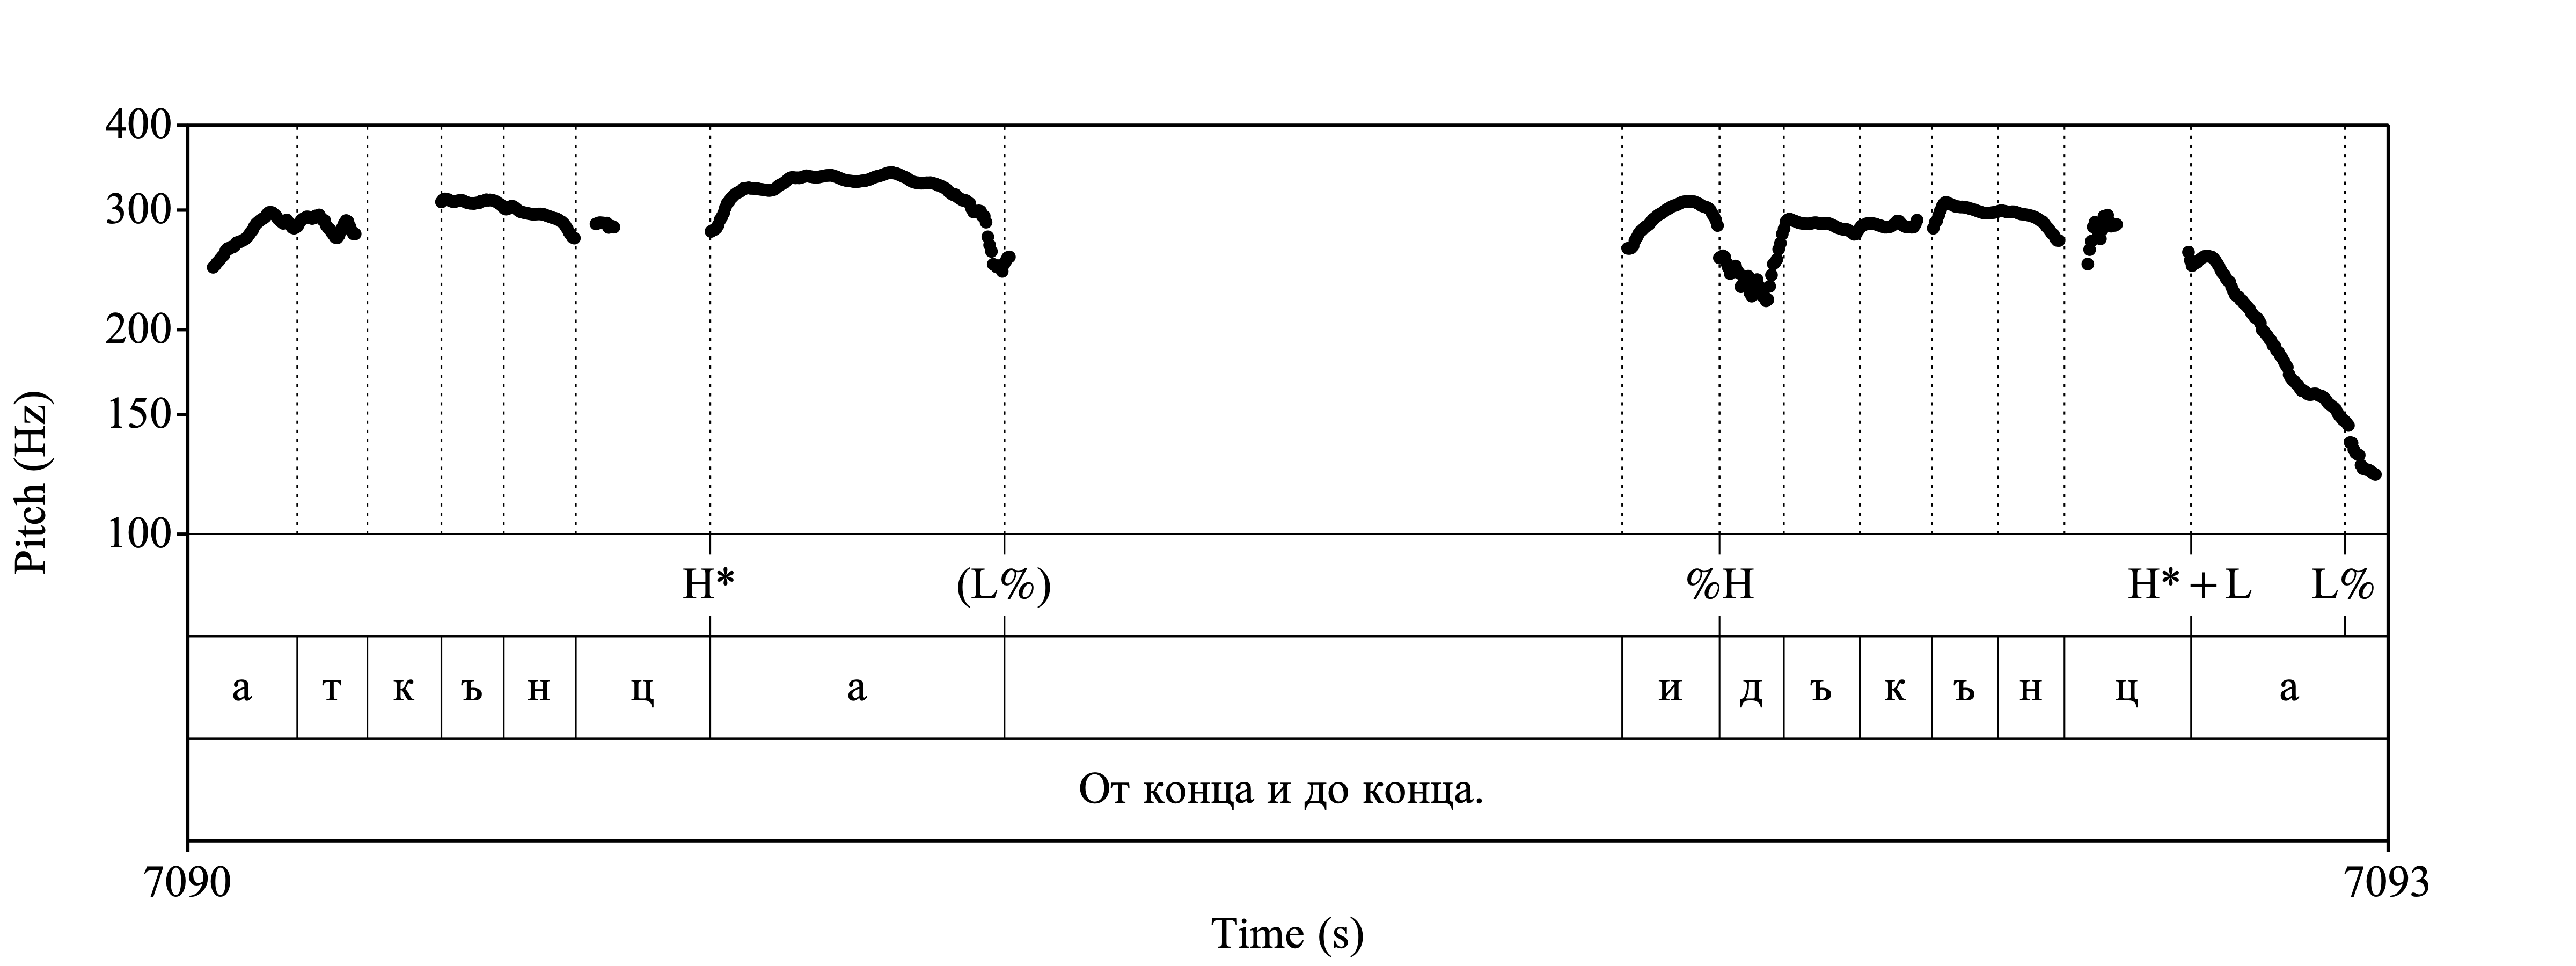 400
300
200
150
100
Pitch (Hz)
H* (L%) %H H* + L L%
а т к ъ н ц а и д ъ к ъ н ц а
От конца и до конца.
7090 7093
Time (s)